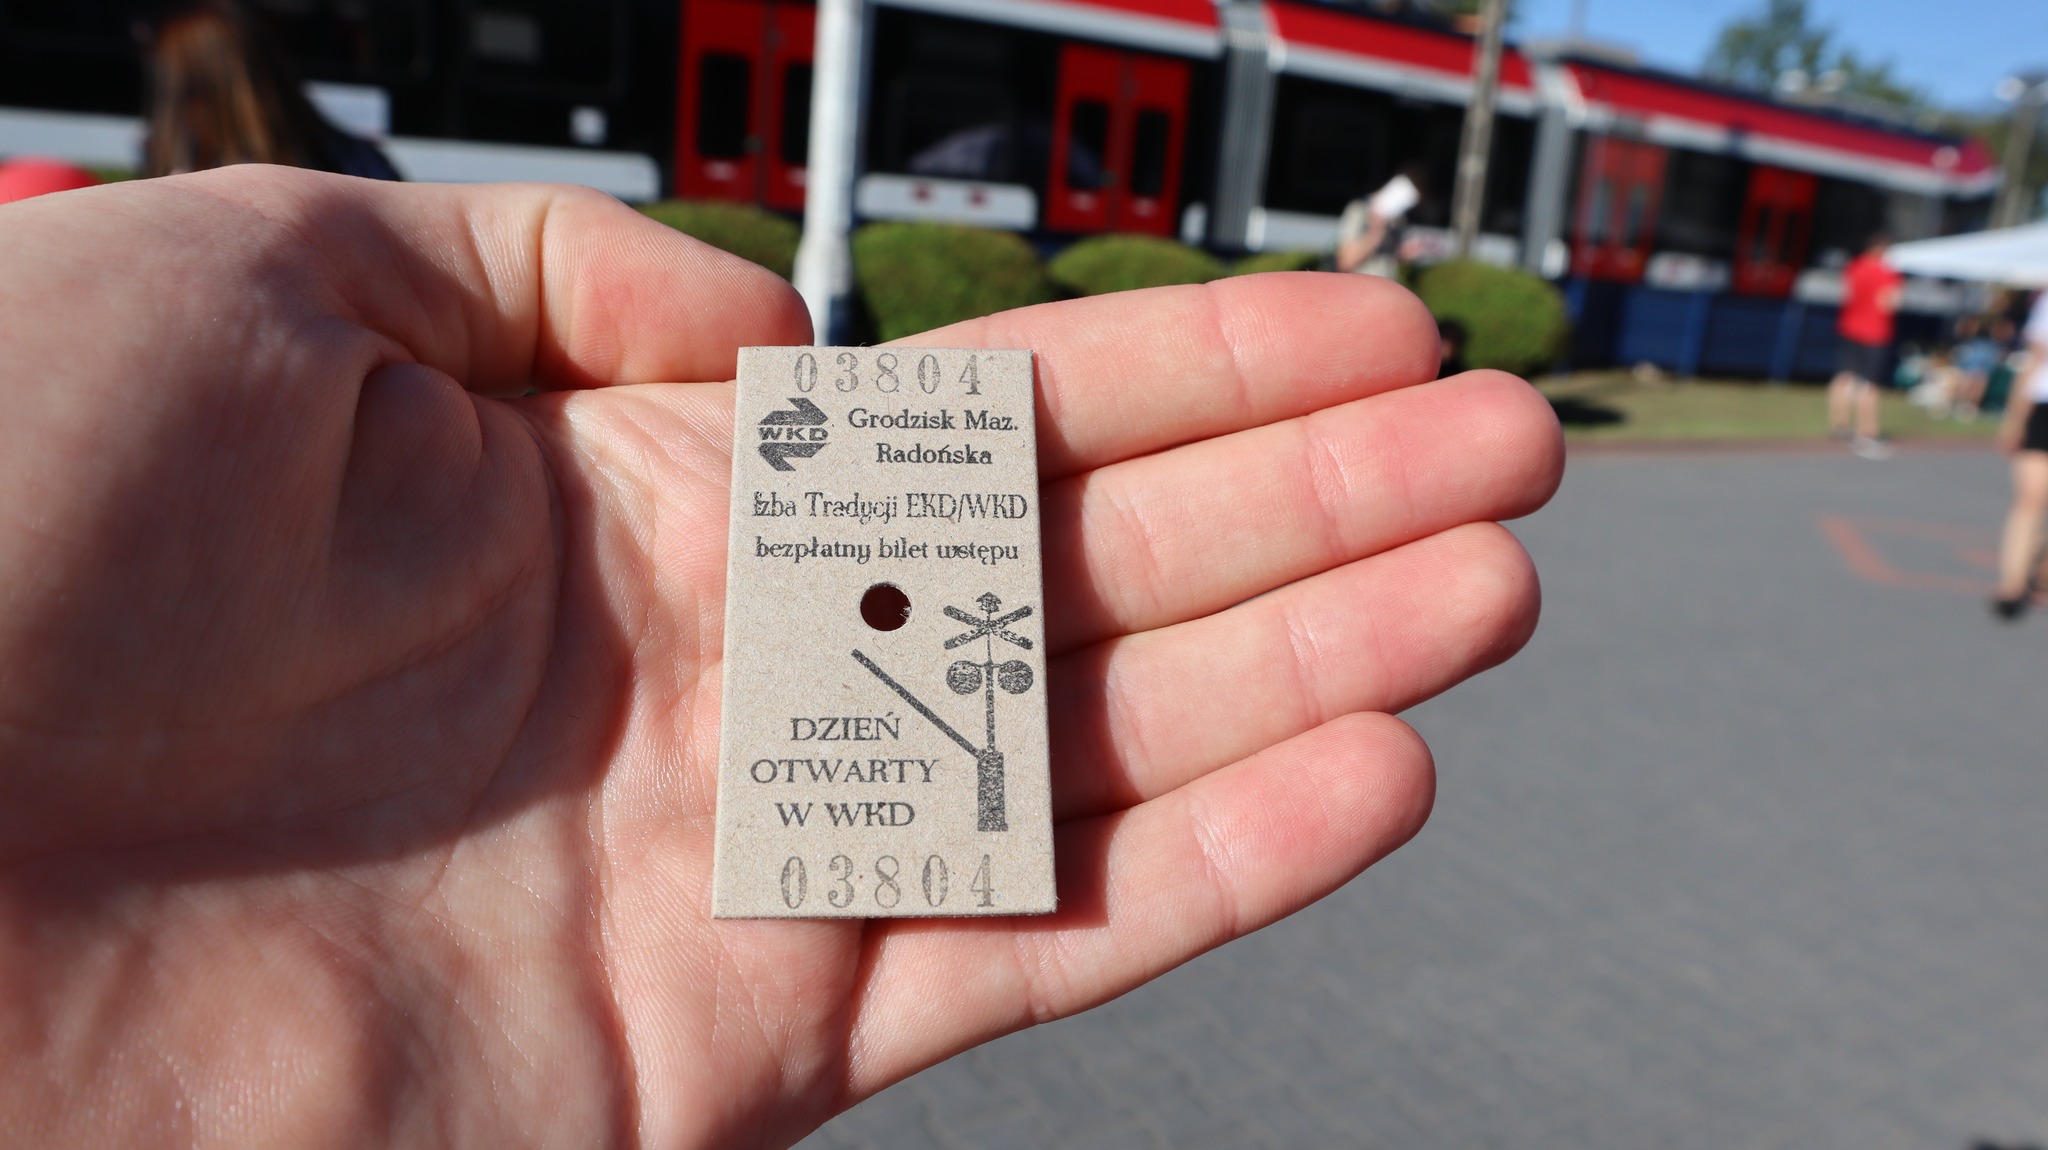 03804
WKD
Grodzisk Maz.
Radońska
Izba Tradycji EKD/WKD
bezpłatny bilet wstępu
DZIEŃ
OTWARTY
W WKD
03804